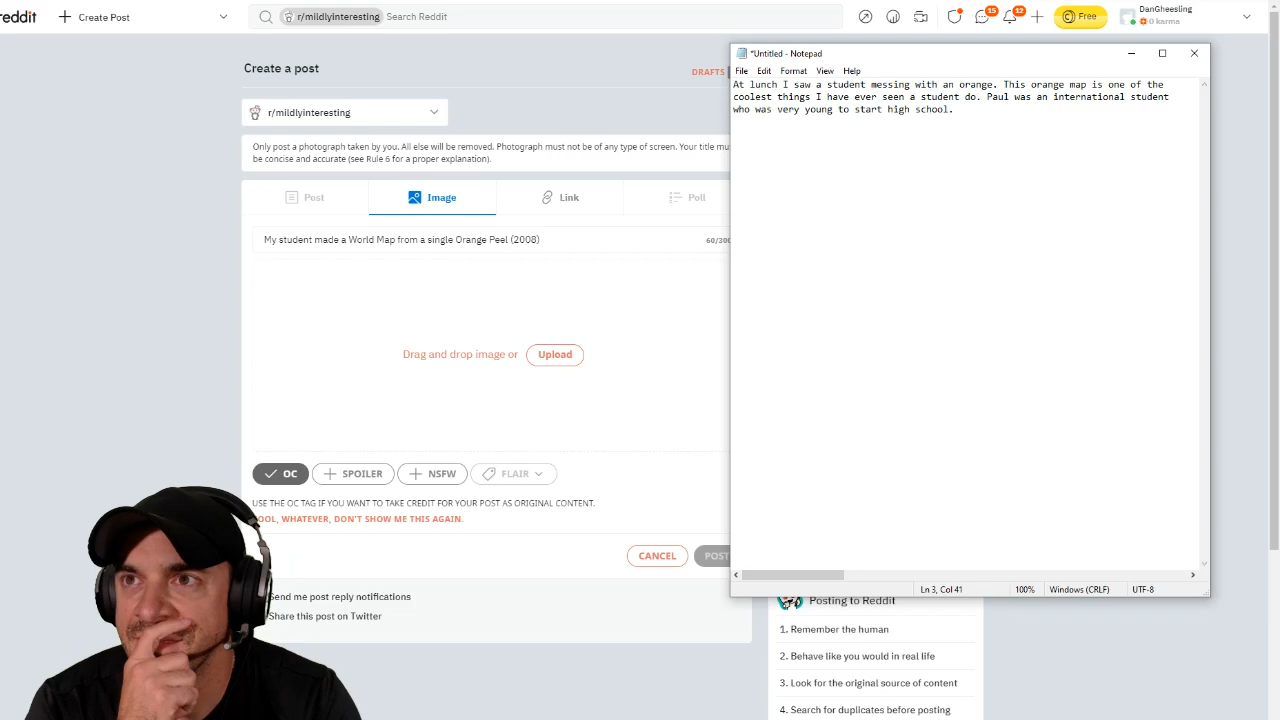 reddit
Create Post
r/mildlyinteresting Search Reddit
15
12
Free
DanGheesling
0 karma
Create a post
DRAFTS
r/mildlyinteresting
Only post a photograph taken by you. All else will be removed. Photograph must not be of any type of screen. Your title
be concise and accurate (see Rule 6 for a proper explanation).
Post
Image
Link
Poll
My student made a World Map from a single Orange Peel (2008)
60/300
Drag and drop image or Upload
OC
SPOILER
NSFW
FLAIR
USE THE OC TAG IF YOU WANT TO TAKE CREDIT FOR YOUR POST AS ORIGINAL CONTENT.
OOL, WHATEVER, DON'T SHOW ME THIS AGAIN.
CANCEL
POST
Send me post reply notifications
Share this post on Twitter
*Untitled - Notepad
File Edit Format View Help
At lunch I saw a student messing with an orange. This orange map is one of the
coolest things I have ever seen a student do. Paul was an international student
who was very young to start high school.
Ln 3, Col 41
100%
Windows (CRLF)
UTF-8
Posting to Reddit
1. Remember the human
2. Behave like you would in real life
3. Look for the original source of content
4. Search for duplicates before posting